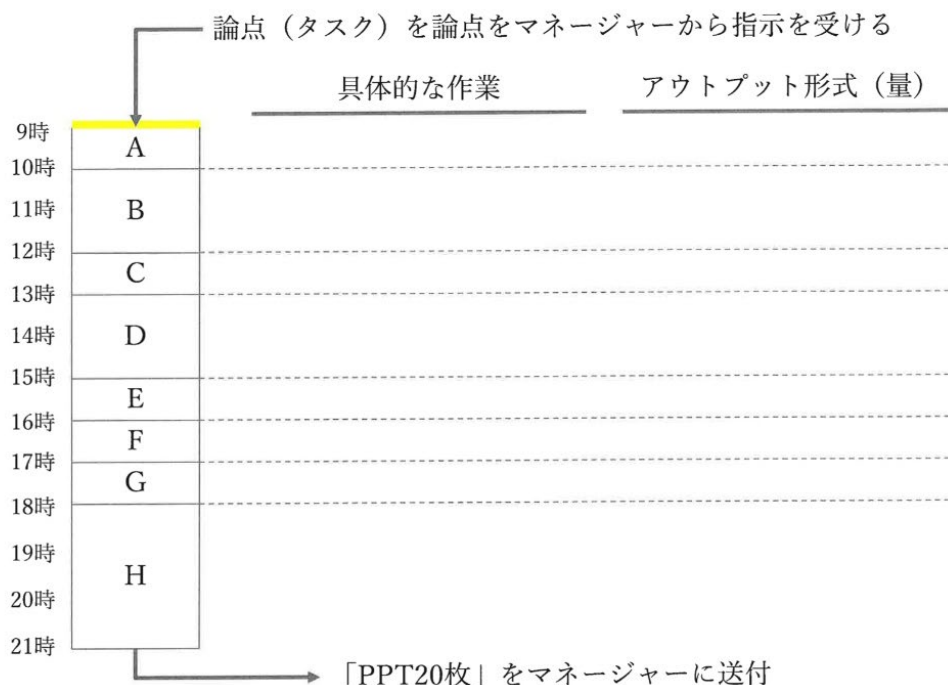 論点（タスク）を論点をマネージャーから指示を受ける
具体的な作業
アウトプット形式（量）
9時
A
10時
11時
B
12時
C
13時
14時
D
15時
E
16時
F
17時
G
18時
19時
H
20時
21時
「PPT20枚」をマネージャーに送付